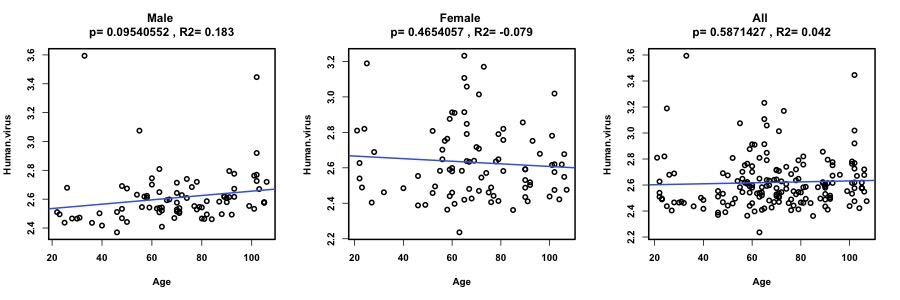 Male
p= 0.09540552 , R2= 0.183
Human.virus
3.6
3.4
3.2
3.0
2.8
2.6
2.4
20 40 60 80 100
Age
Female
p= 0.4654057 , R2= -0.079
Human.virus
3.2
3.0
2.8
2.6
2.4
2.2
20 40 60 80 100
Age
All
p= 0.5871427 , R2= 0.042
Human.virus
3.6
3.4
3.2
3.0
2.8
2.6
2.4
2.2
20 40 60 80 100
Age